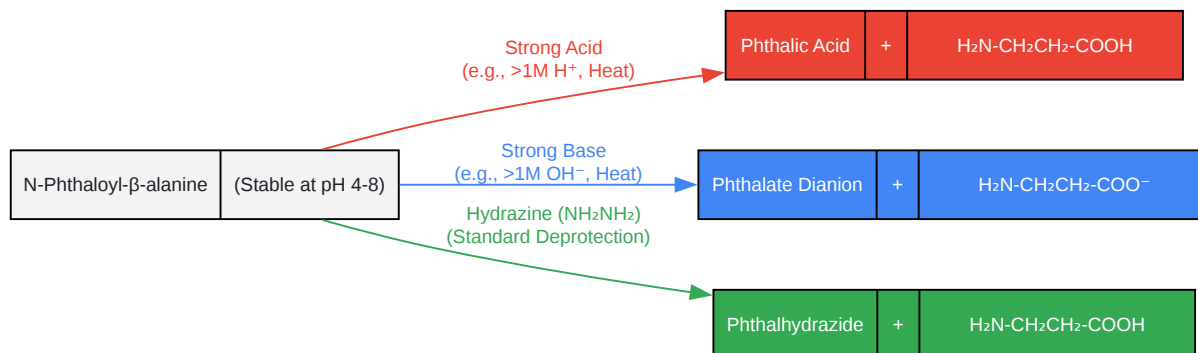 Strong Acid
(e.g., >1M H⁺, Heat)
Phthalic Acid + H₂N-CH₂CH₂-COOH
N-Phthaloyl-β-alanine (Stable at pH 4-8)
Strong Base
(e.g., >1M OH⁻, Heat)
Phthalate Dianion + H₂N-CH₂CH₂-COO⁻
Hydrazine (NH₂NH₂)
(Standard Deprotection)
Phthalhydrazide + H₂N-CH₂CH₂-COOH